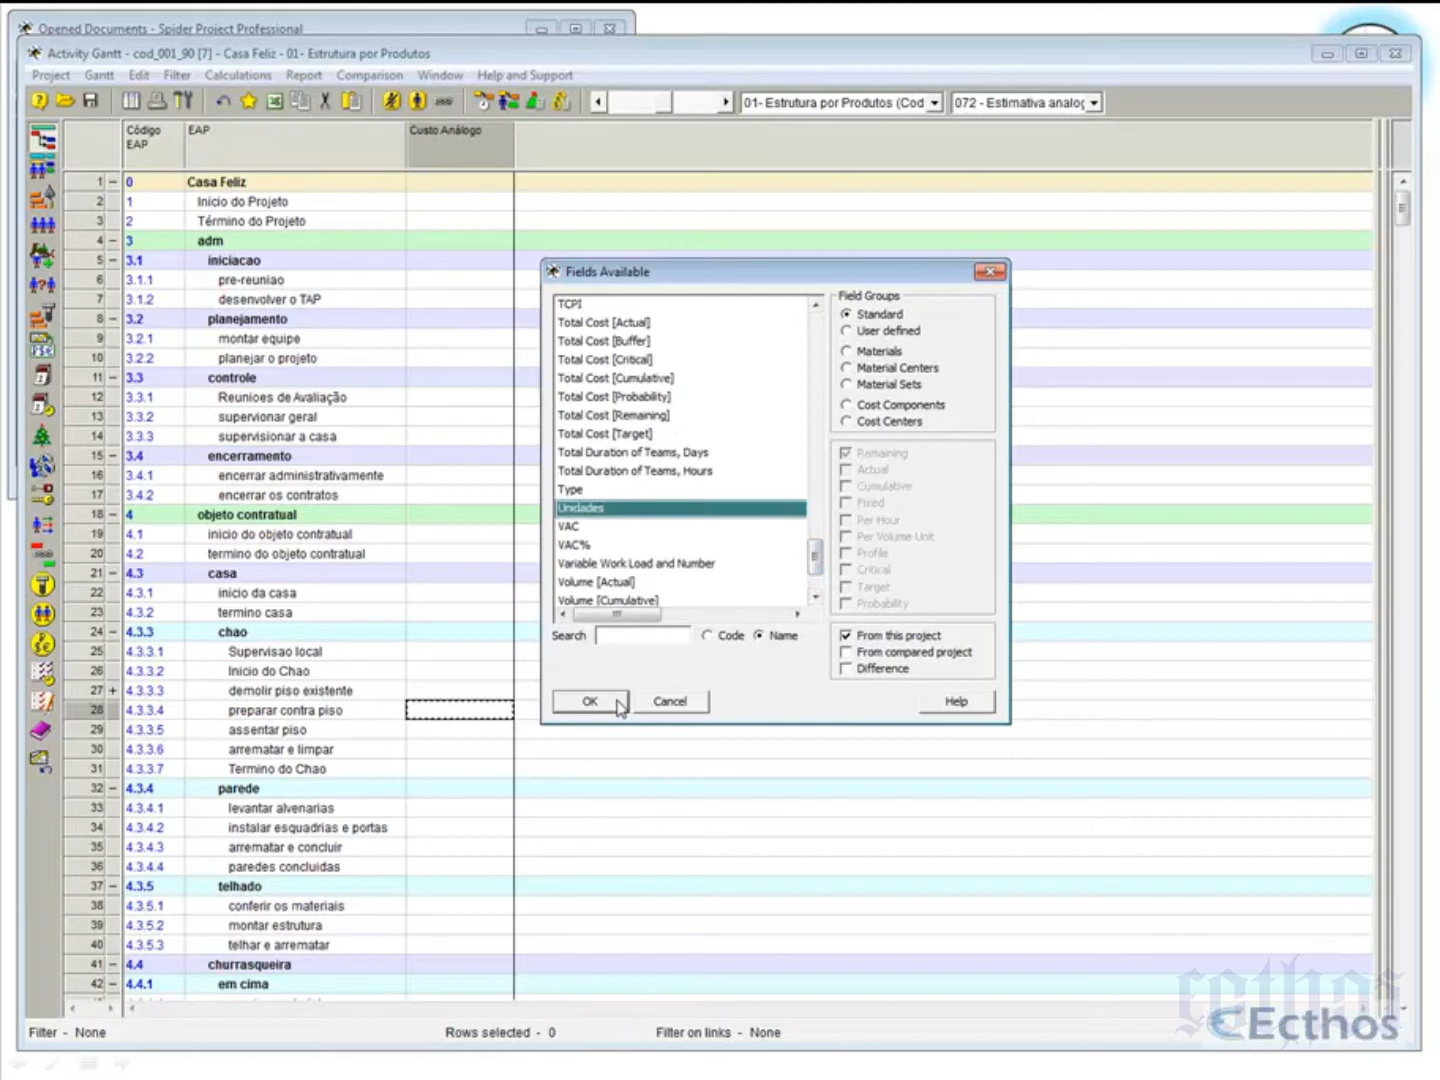 Opened Documents - Spider Project Professional
Activity Gantt - cod_001_90 [7] - Casa Feliz - 01- Estrutura por Produtos
Project Gantt Edit Filter Calculations Report Comparison Window Help and Support
01- Estrutura por Produtos (Cod
072 - Estimativa analog
Código EAP
EAP
Custo Análogo
1 − 0 Casa Feliz
2 1 Inicio do Projeto
3 2 Término do Projeto
4 − 3 adm
5 − 3.1 iniciacao
6 3.1.1 pre-reuniao
7 3.1.2 desenvolver o TAP
8 − 3.2 planejamento
9 3.2.1 montar equipe
10 3.2.2 planejar o projeto
11 − 3.3 controle
12 3.3.1 Reunioes de Avaliação
13 3.3.2 supervionar geral
14 3.3.3 supervisionar a casa
15 − 3.4 encerramento
16 3.4.1 encerrar administrativamente
17 3.4.2 encerrar os contratos
18 − 4 objeto contratual
19 4.1 inicio do objeto contratual
20 4.2 termino do objeto contratual
21 − 4.3 casa
22 4.3.1 inicio da casa
23 4.3.2 termino casa
24 − 4.3.3 chao
25 4.3.3.1 Supervisao local
26 4.3.3.2 Inicio do Chao
27 + 4.3.3.3 demolir piso existente
28 4.3.3.4 preparar contra piso
29 4.3.3.5 assentar piso
30 4.3.3.6 arrematar e limpar
31 4.3.3.7 Termino do Chao
32 − 4.3.4 parede
33 4.3.4.1 levantar alvenarias
34 4.3.4.2 instalar esquadrias e portas
35 4.3.4.3 arrematar e concluir
36 4.3.4.4 paredes concluidas
37 − 4.3.5 telhado
38 4.3.5.1 conferir os materiais
39 4.3.5.2 montar estrutura
40 4.3.5.3 telhar e arrematar
41 − 4.4 churrasqueira
42 − 4.4.1 em cima
Fields Available
TCPI
Total Cost [Actual]
Total Cost [Buffer]
Total Cost [Critical]
Total Cost [Cumulative]
Total Cost [Probability]
Total Cost [Remaining]
Total Cost [Target]
Total Duration of Teams, Days
Total Duration of Teams, Hours
Type
Unidades
VAC
VAC%
Variable Work Load and Number
Volume [Actual]
Volume [Cumulative]
Search
Code
Name
OK
Cancel
Field Groups
Standard
User defined
Materials
Material Centers
Material Sets
Cost Components
Cost Centers
Remaining
Actual
Cumulative
Fixed
Per Hour
Per Volume Unit
Profile
Critical
Target
Probability
From this project
From compared project
Difference
Help
Filter - None
Rows selected - 0
Filter on links - None
ecthos
Ecthos